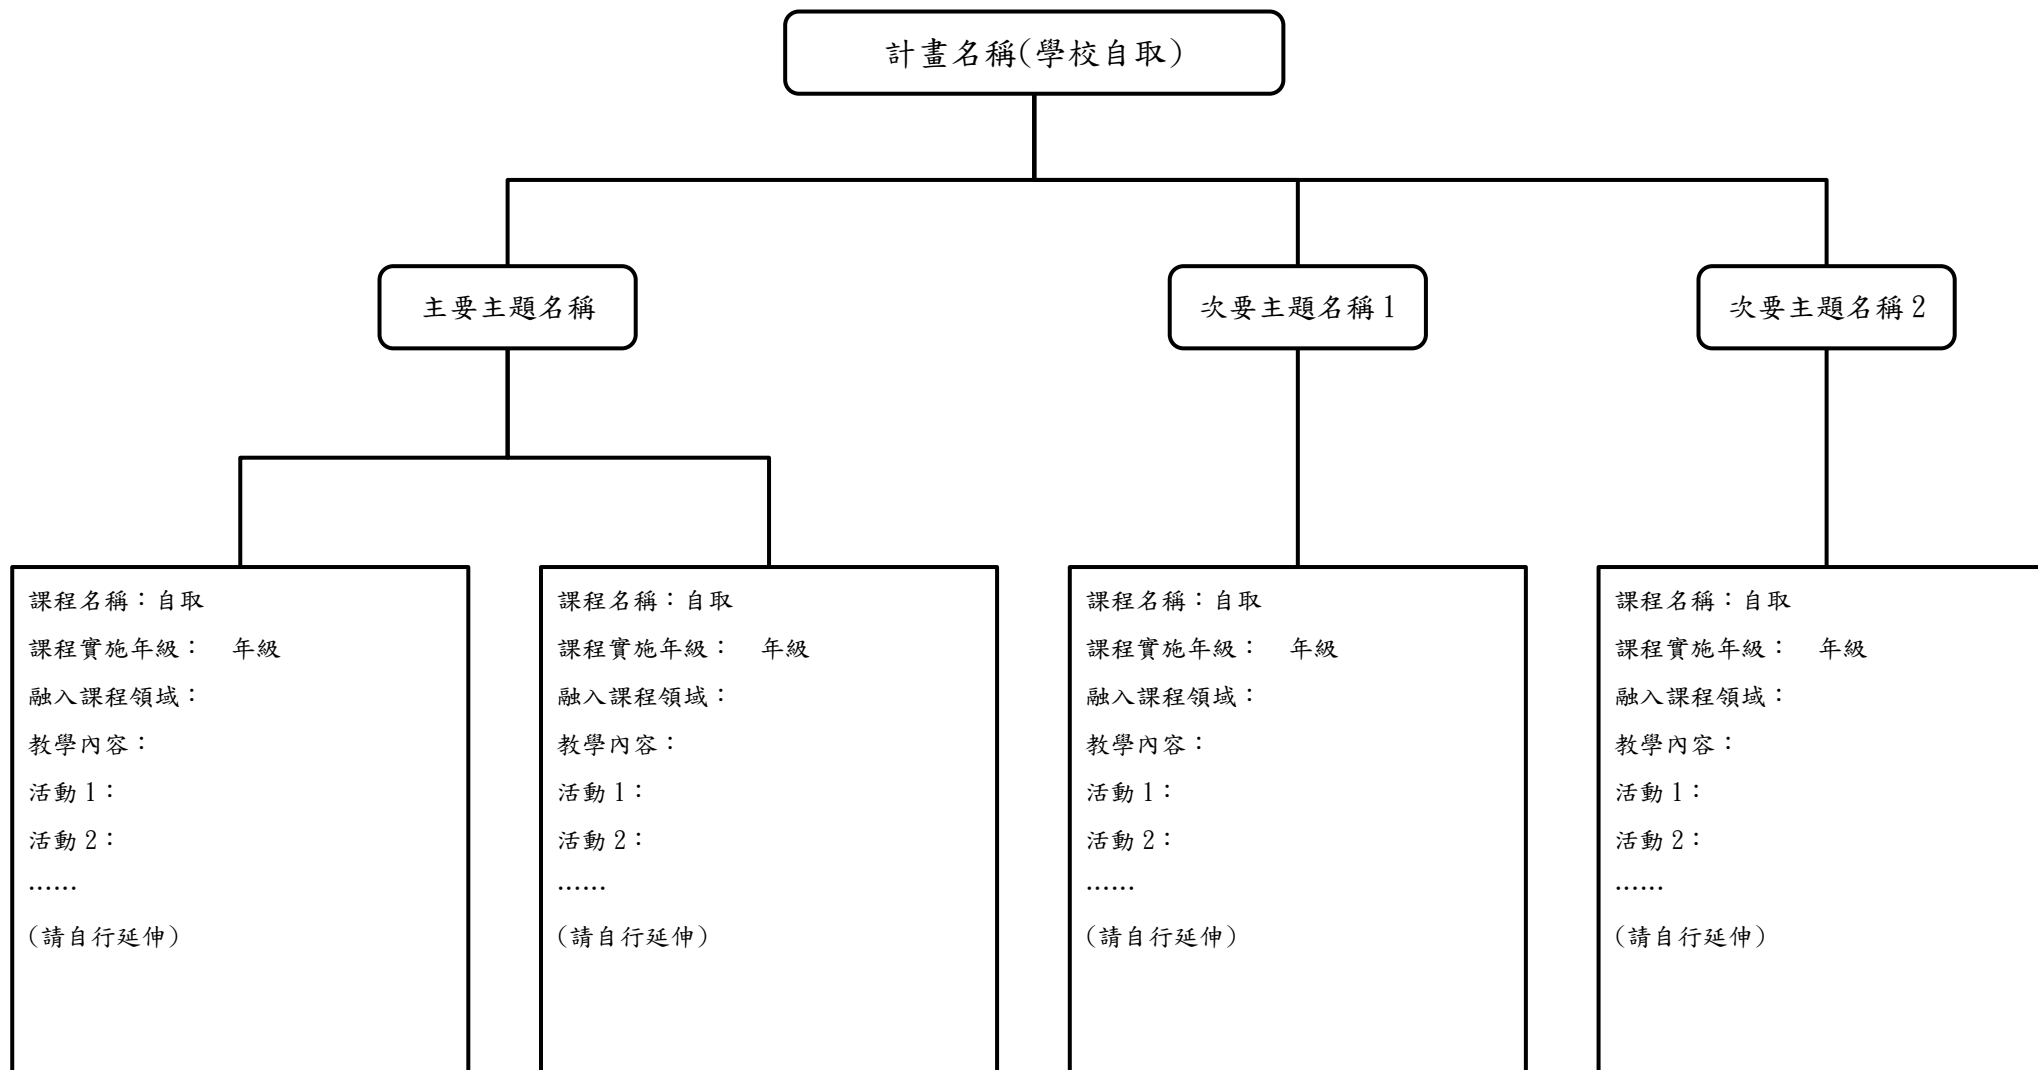 計畫名稱(學校自取)
主要主題名稱
次要主題名稱 1
次要主題名稱 2
課程名稱：自取
課程實施年級：　年級
融入課程領域：
教學內容：
活動 1：
活動 2：
……
(請自行延伸)
課程名稱：自取
課程實施年級：　年級
融入課程領域：
教學內容：
活動 1：
活動 2：
……
(請自行延伸)
課程名稱：自取
課程實施年級：　年級
融入課程領域：
教學內容：
活動 1：
活動 2：
……
(請自行延伸)
課程名稱：自取
課程實施年級：　年級
融入課程領域：
教學內容：
活動 1：
活動 2：
……
(請自行延伸)